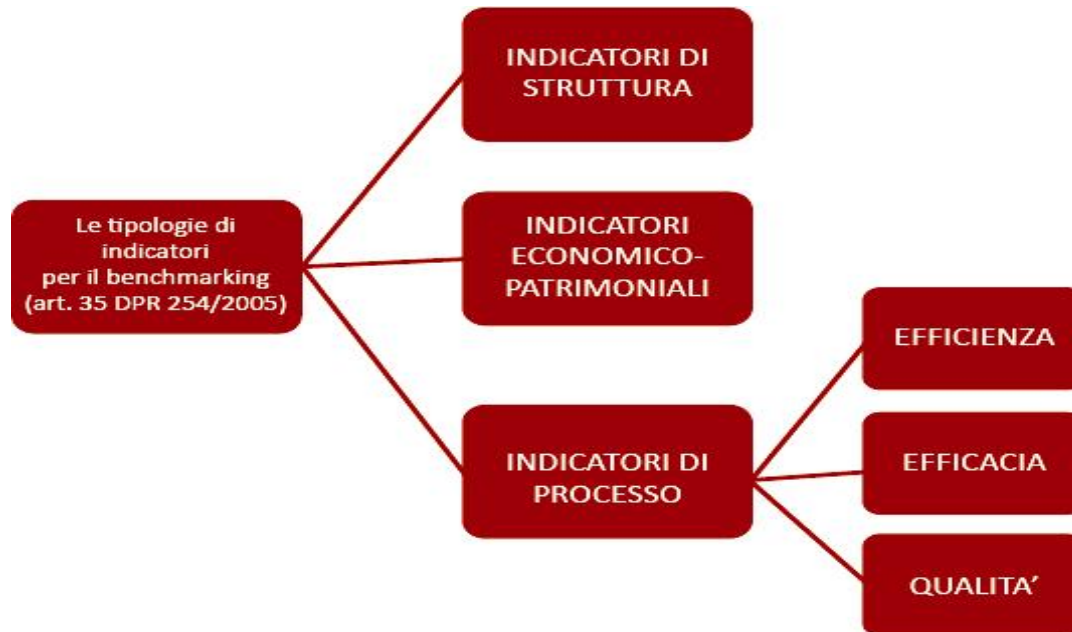 Le tipologie di
indicatori
per il benchmarking
(art. 35 DPR 254/2005)
INDICATORI DI
STRUTTURA
INDICATORI
ECONOMICO-
PATRIMONIALI
INDICATORI DI
PROCESSO
EFFICIENZA
EFFICACIA
QUALITA’